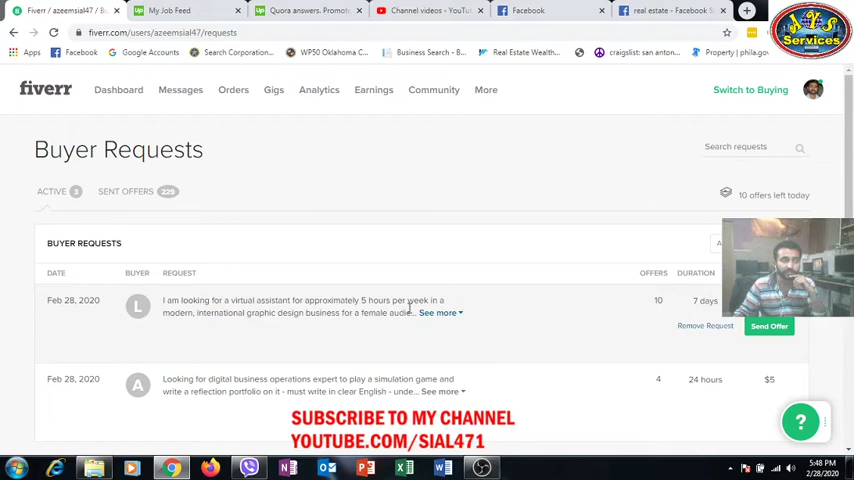 Fiverr / azeemsial47 / requests
My Job Feed
Quora answers. Promote
Channel videos - YouTu
Facebook
real estate - Facebook S
fiverr.com/users/azeemsial47/requests
Apps
Facebook
Google Accounts
Search Corporation...
WP50 Oklahoma C...
Business Search - B...
Real Estate Wealth...
craigslist: san anton...
Property | phila.gov
JYS
Services
fiverr
Dashboard
Messages
Orders
Gigs
Analytics
Earnings
Community
More
Switch to Buying
Buyer Requests
Search requests
ACTIVE 3
SENT OFFERS 229
10 offers left today
BUYER REQUESTS
A
DATE
BUYER
REQUEST
OFFERS
DURATION
Feb 28, 2020
L
I am looking for a virtual assistant for approximately 5 hours per week in a
modern, international graphic design business for a female audie... See more
10
7 days
Remove Request
Send Offer
Feb 28, 2020
A
Looking for digital business operations expert to play a simulation game and
write a reflection portfolio on it - must write in clear English - unde... See more
4
24 hours
$5
?
SUBSCRIBE TO MY CHANNEL
YOUTUBE.COM/SIAL471
5:48 PM
2/28/2020